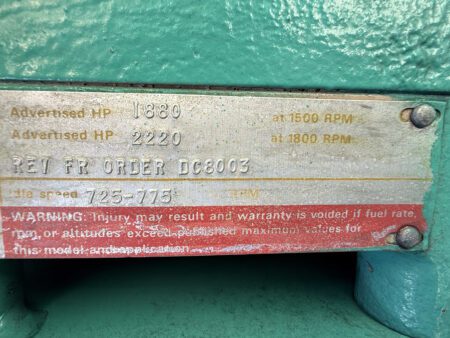 Advertised HP 1880 at 1500 RPM
Advertised HP 2220 at 1800 RPM
REV FR ORDER DC8003
Idle speed 725-775 RPM
WARNING: Injury may result and warranty is voided if fuel rate,
rpm or altitudes exceed published maximum values for
this model and application.